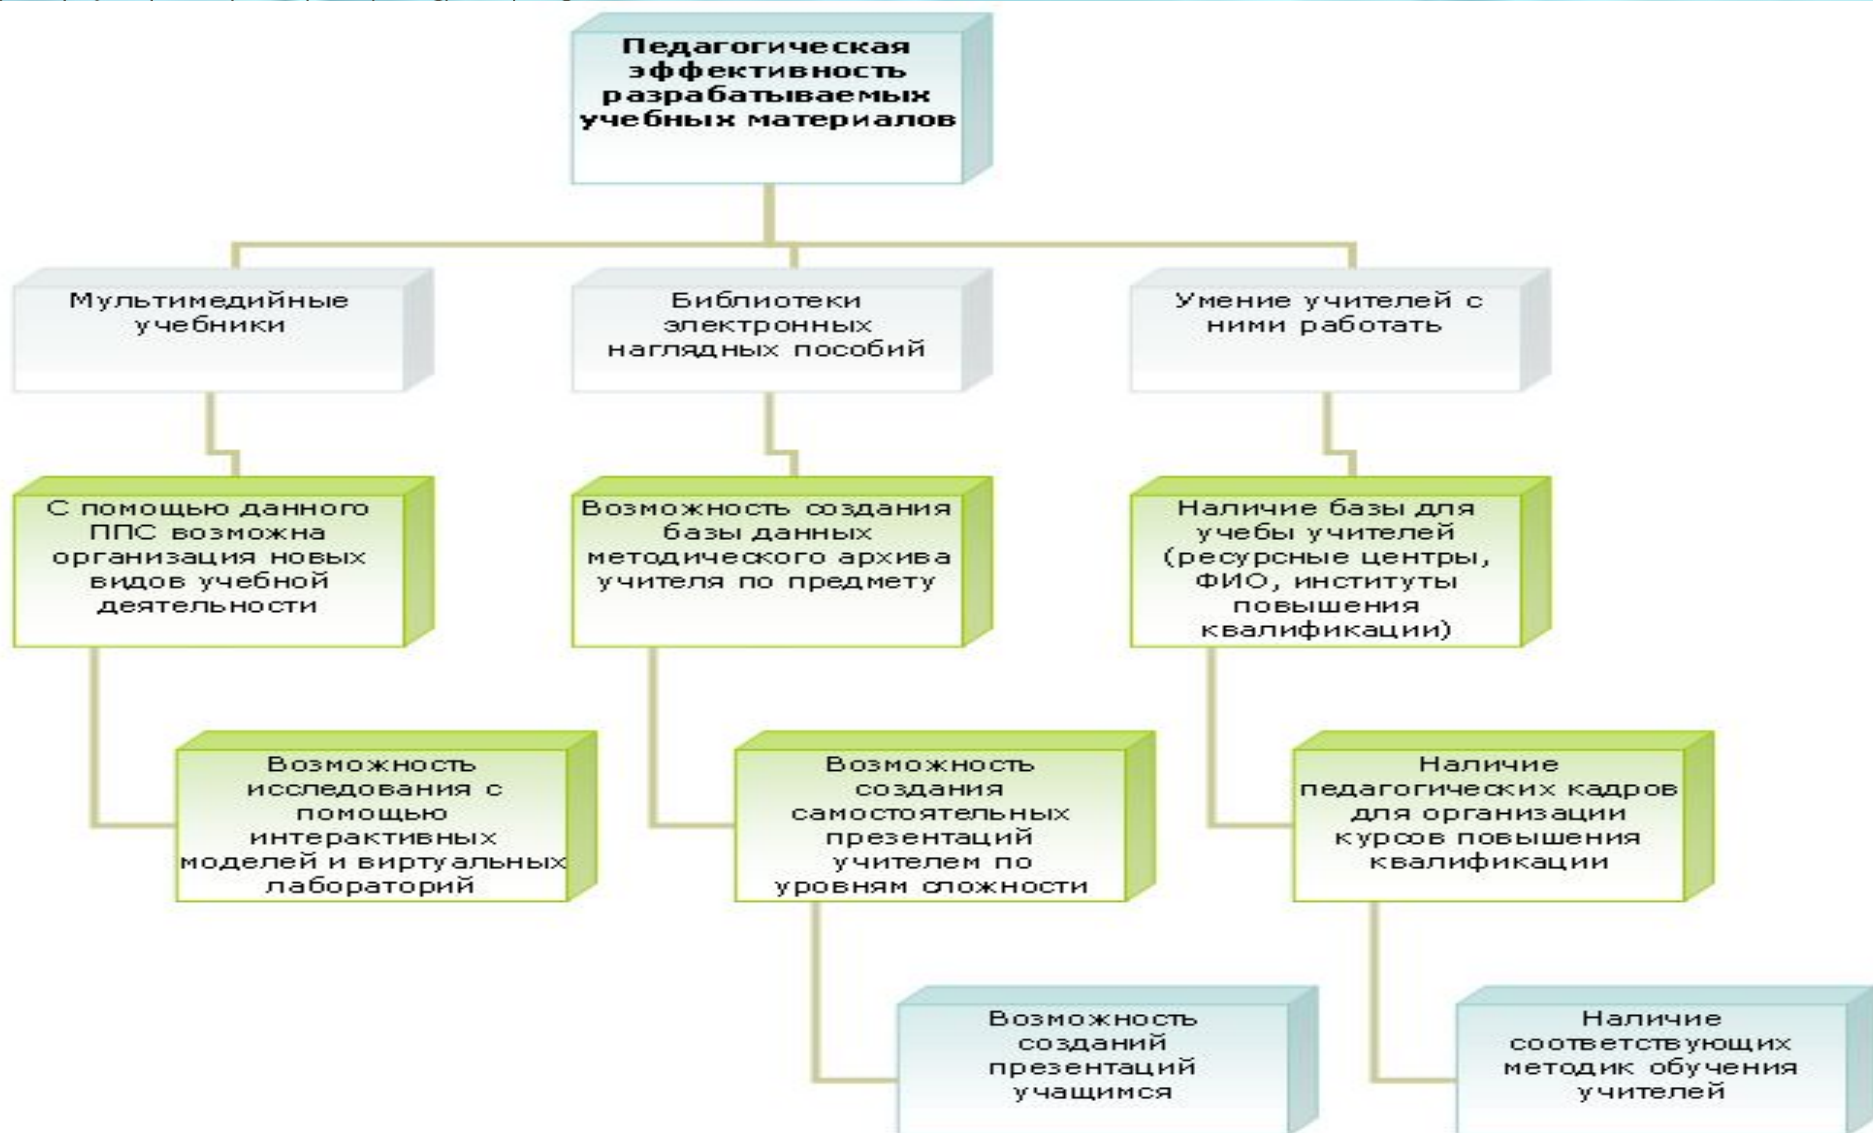 Педагогическая
эффективность
разрабатываемых
учебных материалов
Мультимедийные
учебники
Библиотеки
электронных
наглядных пособий
Умение учителей с
ними работать
С помощью данного
ППС возможна
организация новых
видов учебной
деятельности
Возможность создания
базы данных
методического архива
учителя по предмету
Наличие базы для
учебы учителей
(ресурсные центры,
ФИО, институты
повышения
квалификации)
Возможность
исследования с
помощью
интерактивных
моделей и виртуальных
лабораторий
Возможность
создания
самостоятельных
презентаций
учителем по
уровням сложности
Наличие
педагогических кадров
для организации
курсов повышения
квалификации
Возможность
созданий
презентаций
учащимся
Наличие
соответствующих
методик обучения
учителей